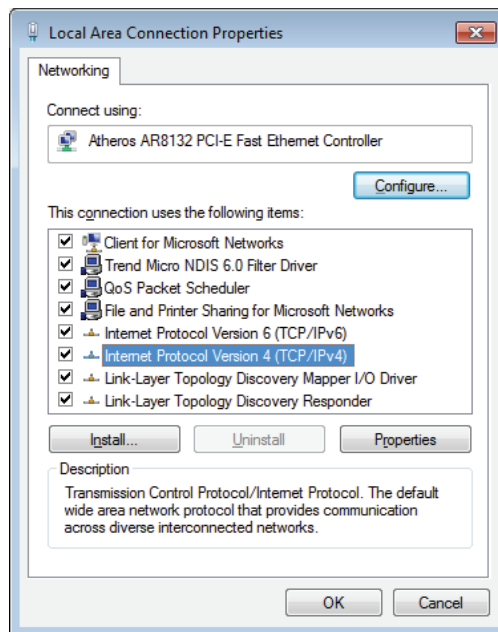 Local Area Connection Properties
Networking
Connect using:
Atheros AR8132 PCI-E Fast Ethernet Controller
Configure...
This connection uses the following items:
Client for Microsoft Networks
Trend Micro NDIS 6.0 Filter Driver
QoS Packet Scheduler
File and Printer Sharing for Microsoft Networks
Internet Protocol Version 6 (TCP/IPv6)
Internet Protocol Version 4 (TCP/IPv4)
Link-Layer Topology Discovery Mapper I/O Driver
Link-Layer Topology Discovery Responder
Install... Uninstall Properties
Description
Transmission Control Protocol/Internet Protocol. The default
wide area network protocol that provides communication
across diverse interconnected networks.
OK Cancel